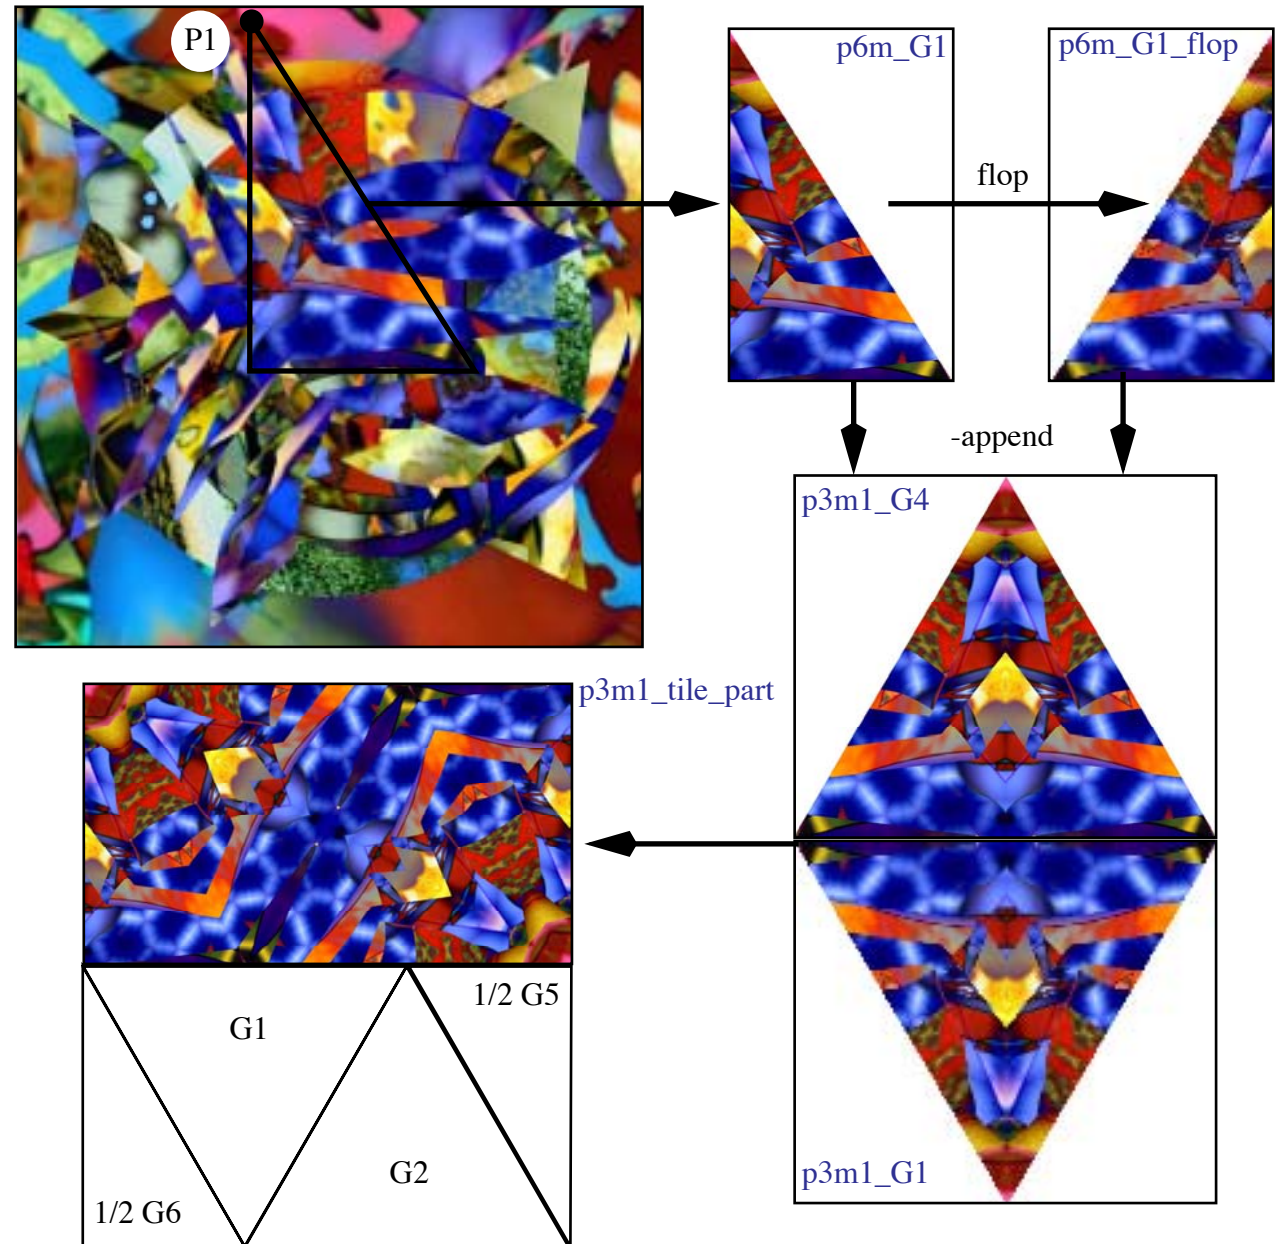 P1
p6m_G1
p6m_G1_flop
flop
-append
p3m1_G4
p3m1_tile_part
1/2 G5
G1
G2
p3m1_G1
1/2 G6